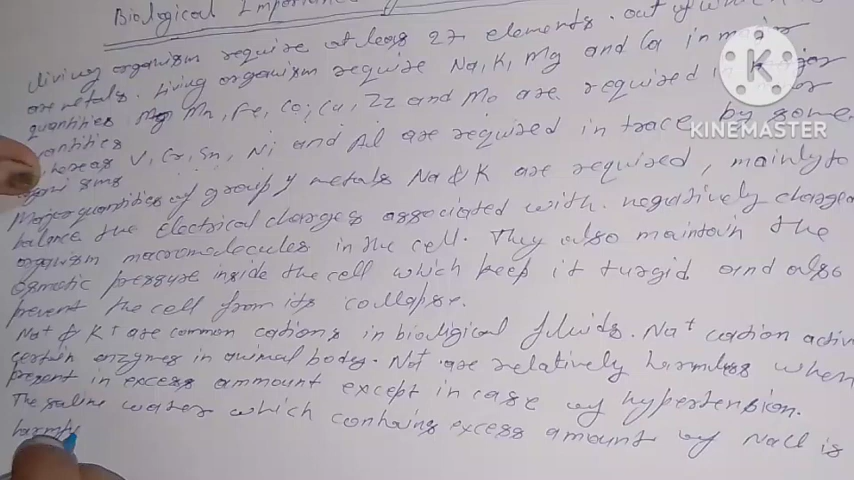 Biological Importance
living organism require at least 27 elements. out of which
are metals. Living organism require Na, K, Mg and Ca in major
quantities Mn, Fe, Co, Cu, Zz and Mo are required in major
quantities
whereas V, Cr, Sn, Ni and Al are required in trace by some
organisms
Major quantities of group 1 metals Na & K are required, mainly to
balance the electrical charges associated with negatively charged
organism macromolecules in the cell. They also maintain the
osmotic pressure inside the cell which keep it turgid and also
prevent the cell from its collapse.
Na+ & K+ are common cations in biological fluids. Na+ cation activ
certain enzymes in animal body. Na+ are relatively harmless when
present in excess ammount except in case of hypertension.
The saline water which contains excess amount of NaCl is
harmful
KINEMASTER